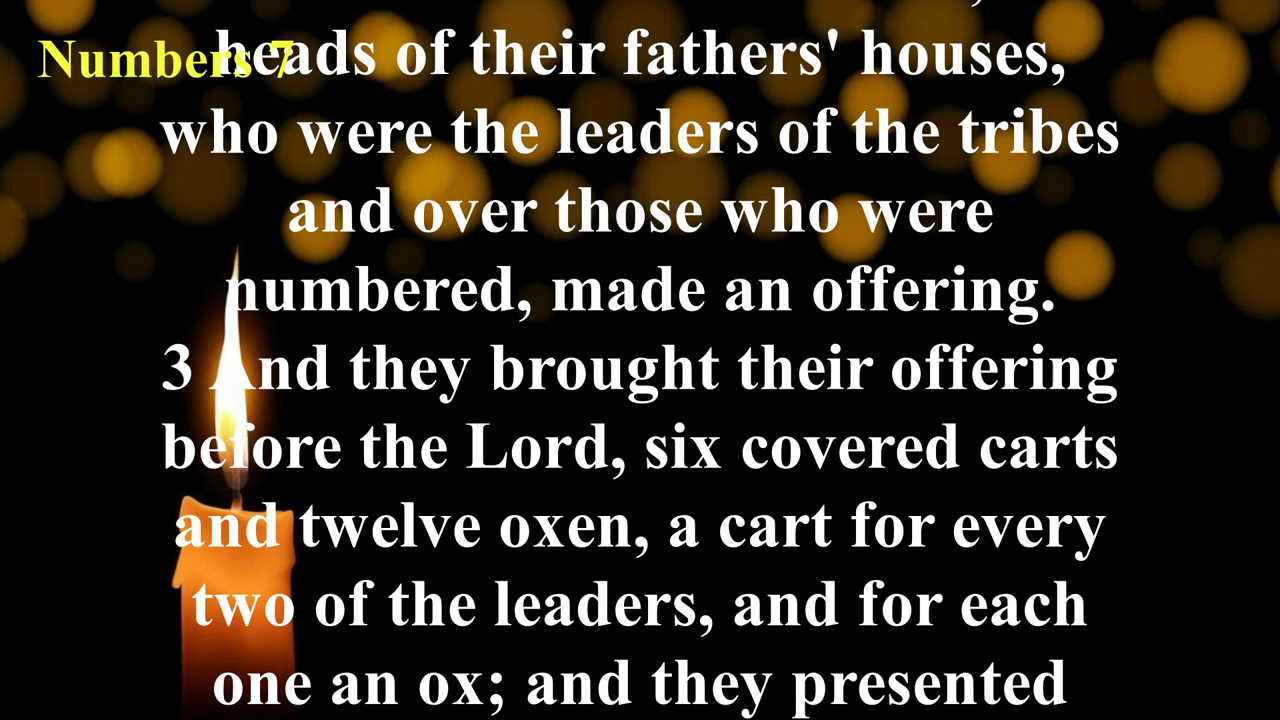 Numbers 7
heads of their fathers' houses,
who were the leaders of the tribes
and over those who were
numbered, made an offering.
3 And they brought their offering
before the Lord, six covered carts
and twelve oxen, a cart for every
two of the leaders, and for each
one an ox; and they presented